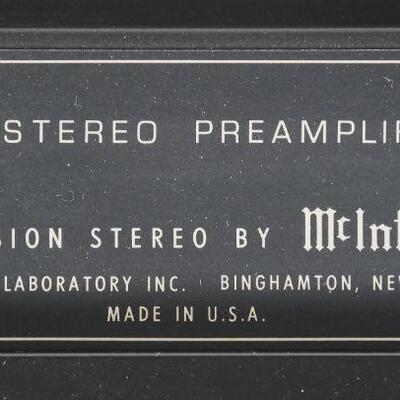 STEREO PREAMPLIF
SION STEREO BY McInt
LABORATORY INC. BINGHAMTON, NEW
MADE IN U.S.A.